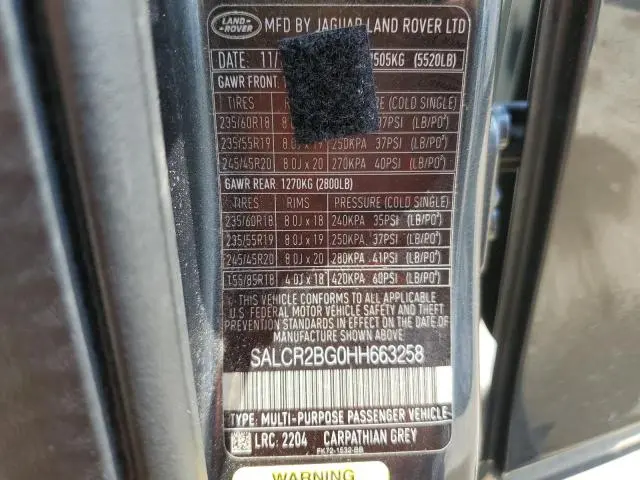 LAND ROVER MFD BY JAGUAR LAND ROVER LTD
DATE: 11/ 505KG (5520LB)
GAWR FRONT:
TIRES (COLD SINGLE)
235/60R18 37PSI (LB/PO²)
235/55R19 8.0J x 19 250KPA 37PSI (LB/PO²)
245/45R20 8.0J x 20 270KPA 40PSI (LB/PO²)
GAWR REAR: 1270KG (2800LB)
TIRES RIMS PRESSURE (COLD SINGLE)
235/60R18 8.0J x 18 240KPA 35PSI (LB/PO²)
235/55R19 8.0J x 19 250KPA 37PSI (LB/PO²)
245/45R20 8.0J x 20 280KPA 41PSI (LB/PO²)
155/85R18 4.0J x 18 420KPA 60PSI (LB/PO²)
THIS VEHICLE CONFORMS TO ALL APPLICABLE
U.S. FEDERAL MOTOR VEHICLE SAFETY AND
THEFT PREVENTION STANDARDS IN EFFECT ON
THE DATE OF MANUFACTURE SHOWN ABOVE.
SALCR2BG0HH663258
TYPE: MULTI-PURPOSE PASSENGER VEHICLE
LRC: 2204 CARPATHIAN GREY
FK72-1532-BB
WARNING